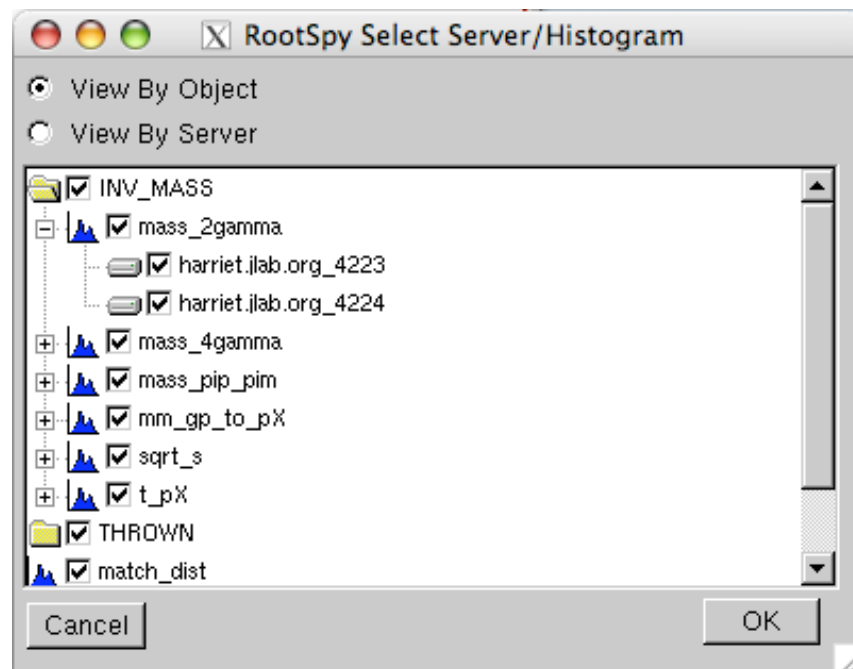 RootSpy Select Server/Histogram
View By Object
View By Server
INV_MASS
mass_2gamma
harriet.jlab.org_4223
harriet.jlab.org_4224
mass_4gamma
mass_pip_pim
mm_gp_to_pX
sqrt_s
t_pX
THROWN
match_dist
Cancel
OK